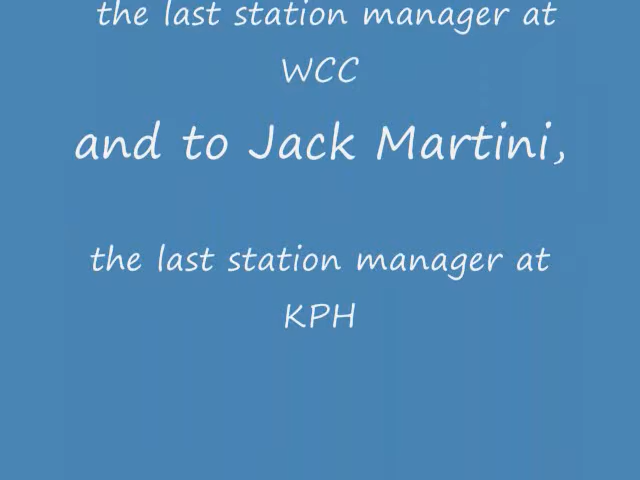 the last station manager at
WCC
and to Jack Martini,
the last station manager at
KPH